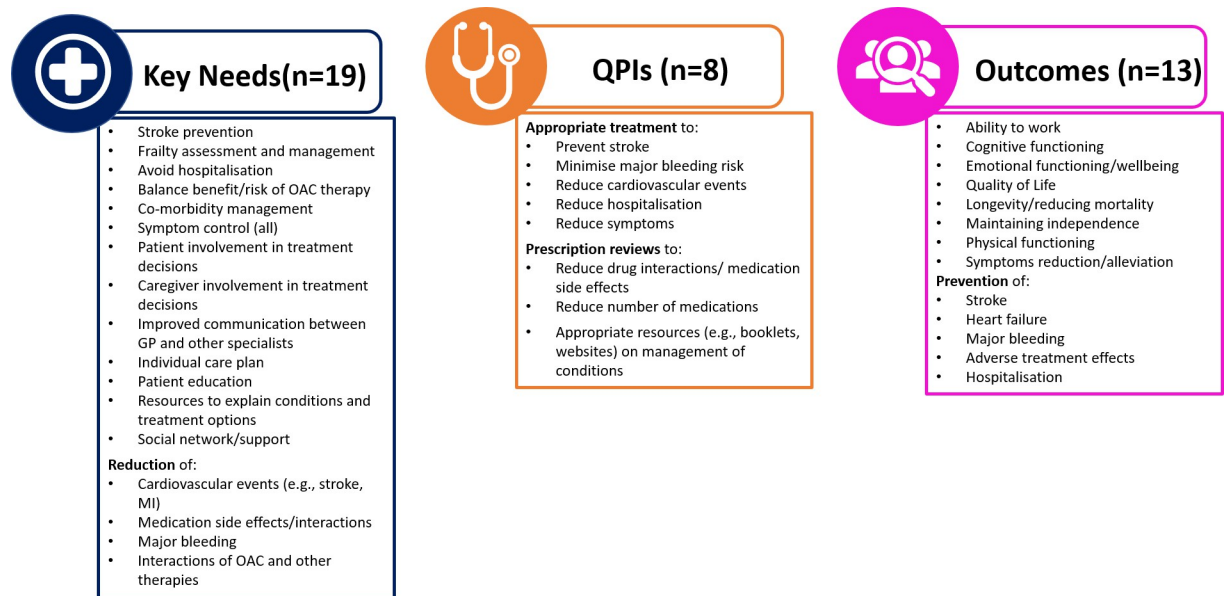 Key Needs(n=19)
• Stroke prevention
• Frailty assessment and management
• Avoid hospitalisation
• Balance benefit/risk of OAC therapy
• Co-morbidity management
• Symptom control (all)
• Patient involvement in treatment
decisions
• Caregiver involvement in treatment
decisions
• Improved communication between
GP and other specialists
• Individual care plan
• Patient education
• Resources to explain conditions and
treatment options
• Social network/support
Reduction of:
• Cardiovascular events (e.g., stroke,
MI)
• Medication side effects/interactions
• Major bleeding
• Interactions of OAC and other
therapies
QPIs (n=8)
Appropriate treatment to:
• Prevent stroke
• Minimise major bleeding risk
• Reduce cardiovascular events
• Reduce hospitalisation
• Reduce symptoms
Prescription reviews to:
• Reduce drug interactions/ medication
side effects
• Reduce number of medications
• Appropriate resources (e.g., booklets,
websites) on management of
conditions
Outcomes (n=13)
• Ability to work
• Cognitive functioning
• Emotional functioning/wellbeing
• Quality of Life
• Longevity/reducing mortality
• Maintaining independence
• Physical functioning
• Symptoms reduction/alleviation
Prevention of:
• Stroke
• Heart failure
• Major bleeding
• Adverse treatment effects
• Hospitalisation